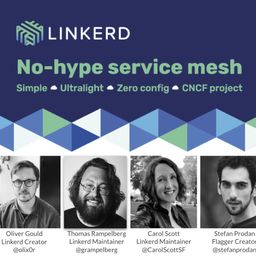 LINKERD
No-hype service mesh
Simple Ultralight Zero config CNCF project
Oliver Gould
Linkerd Creator
@olix0r
Thomas Rampelberg
Linkerd Maintainer
@grampelberg
Carol Scott
Linkerd Maintainer
@CarolScottSF
Stefan Prodan
Flagger Creator
@stefanprodan